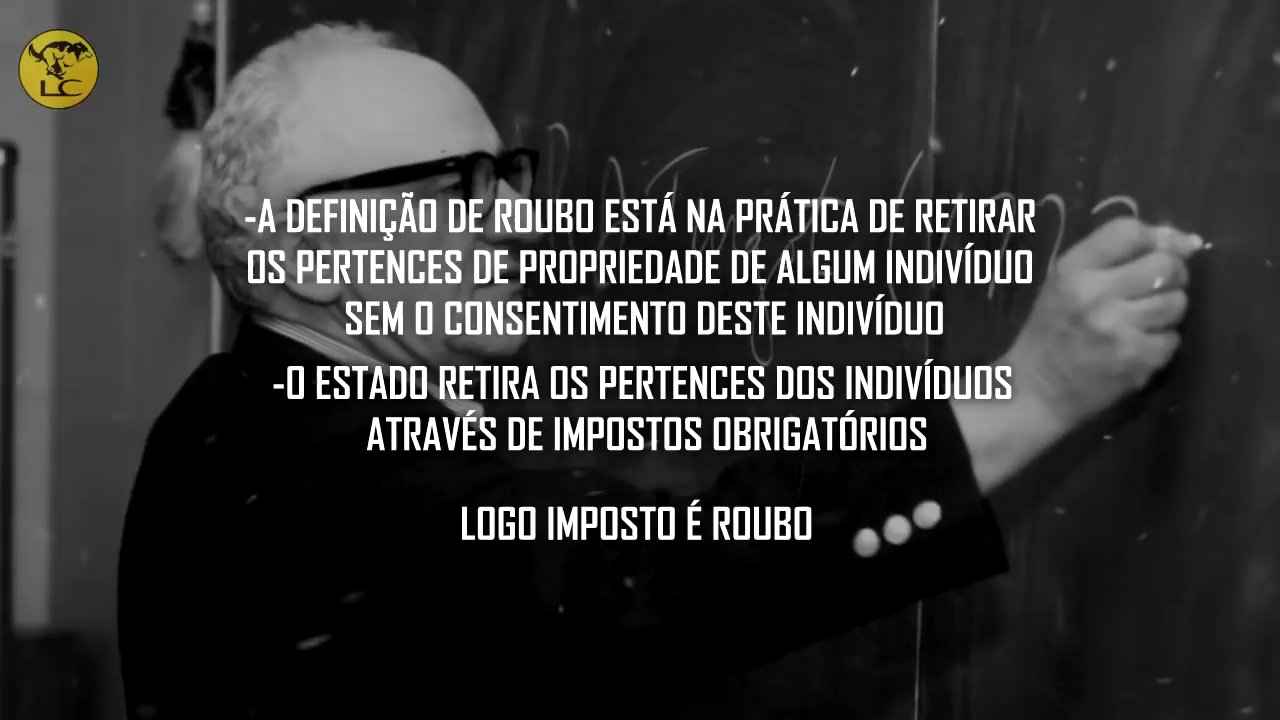 LC
-A DEFINIÇÃO DE ROUBO ESTÁ NA PRÁTICA DE RETIRAR
OS PERTENCES DE PROPRIEDADE DE ALGUM INDIVÍDUO
SEM O CONSENTIMENTO DESTE INDIVÍDUO
-O ESTADO RETIRA OS PERTENCES DOS INDIVÍDUOS
ATRAVÉS DE IMPOSTOS OBRIGATÓRIOS
LOGO IMPOSTO É ROUBO